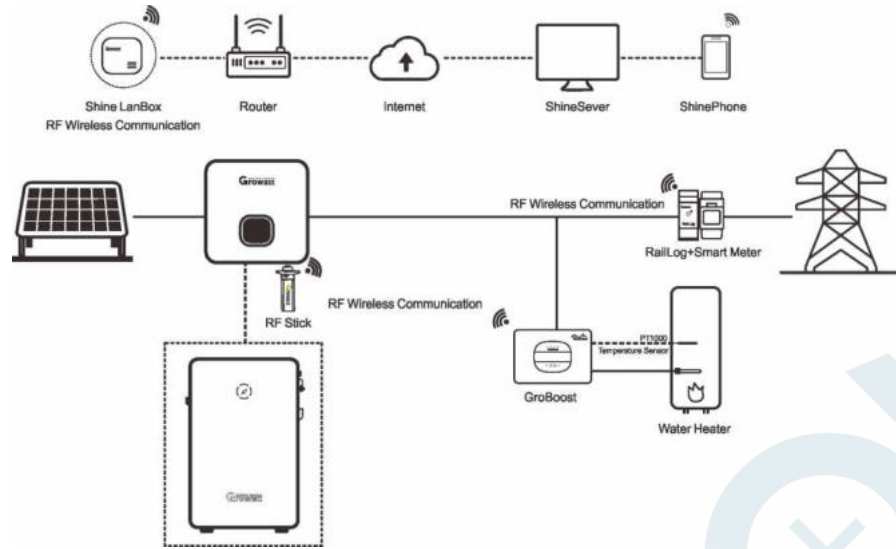 Shine LanBox
RF Wireless Communication
Router
Internet
ShineSever
ShinePhone
Growatt
RF Wireless Communication
RailLog+Smart Meter
RF Stick
RF Wireless Communication
PT1000
Temperature Sensor
GroBoost
Water Heater
Growatt